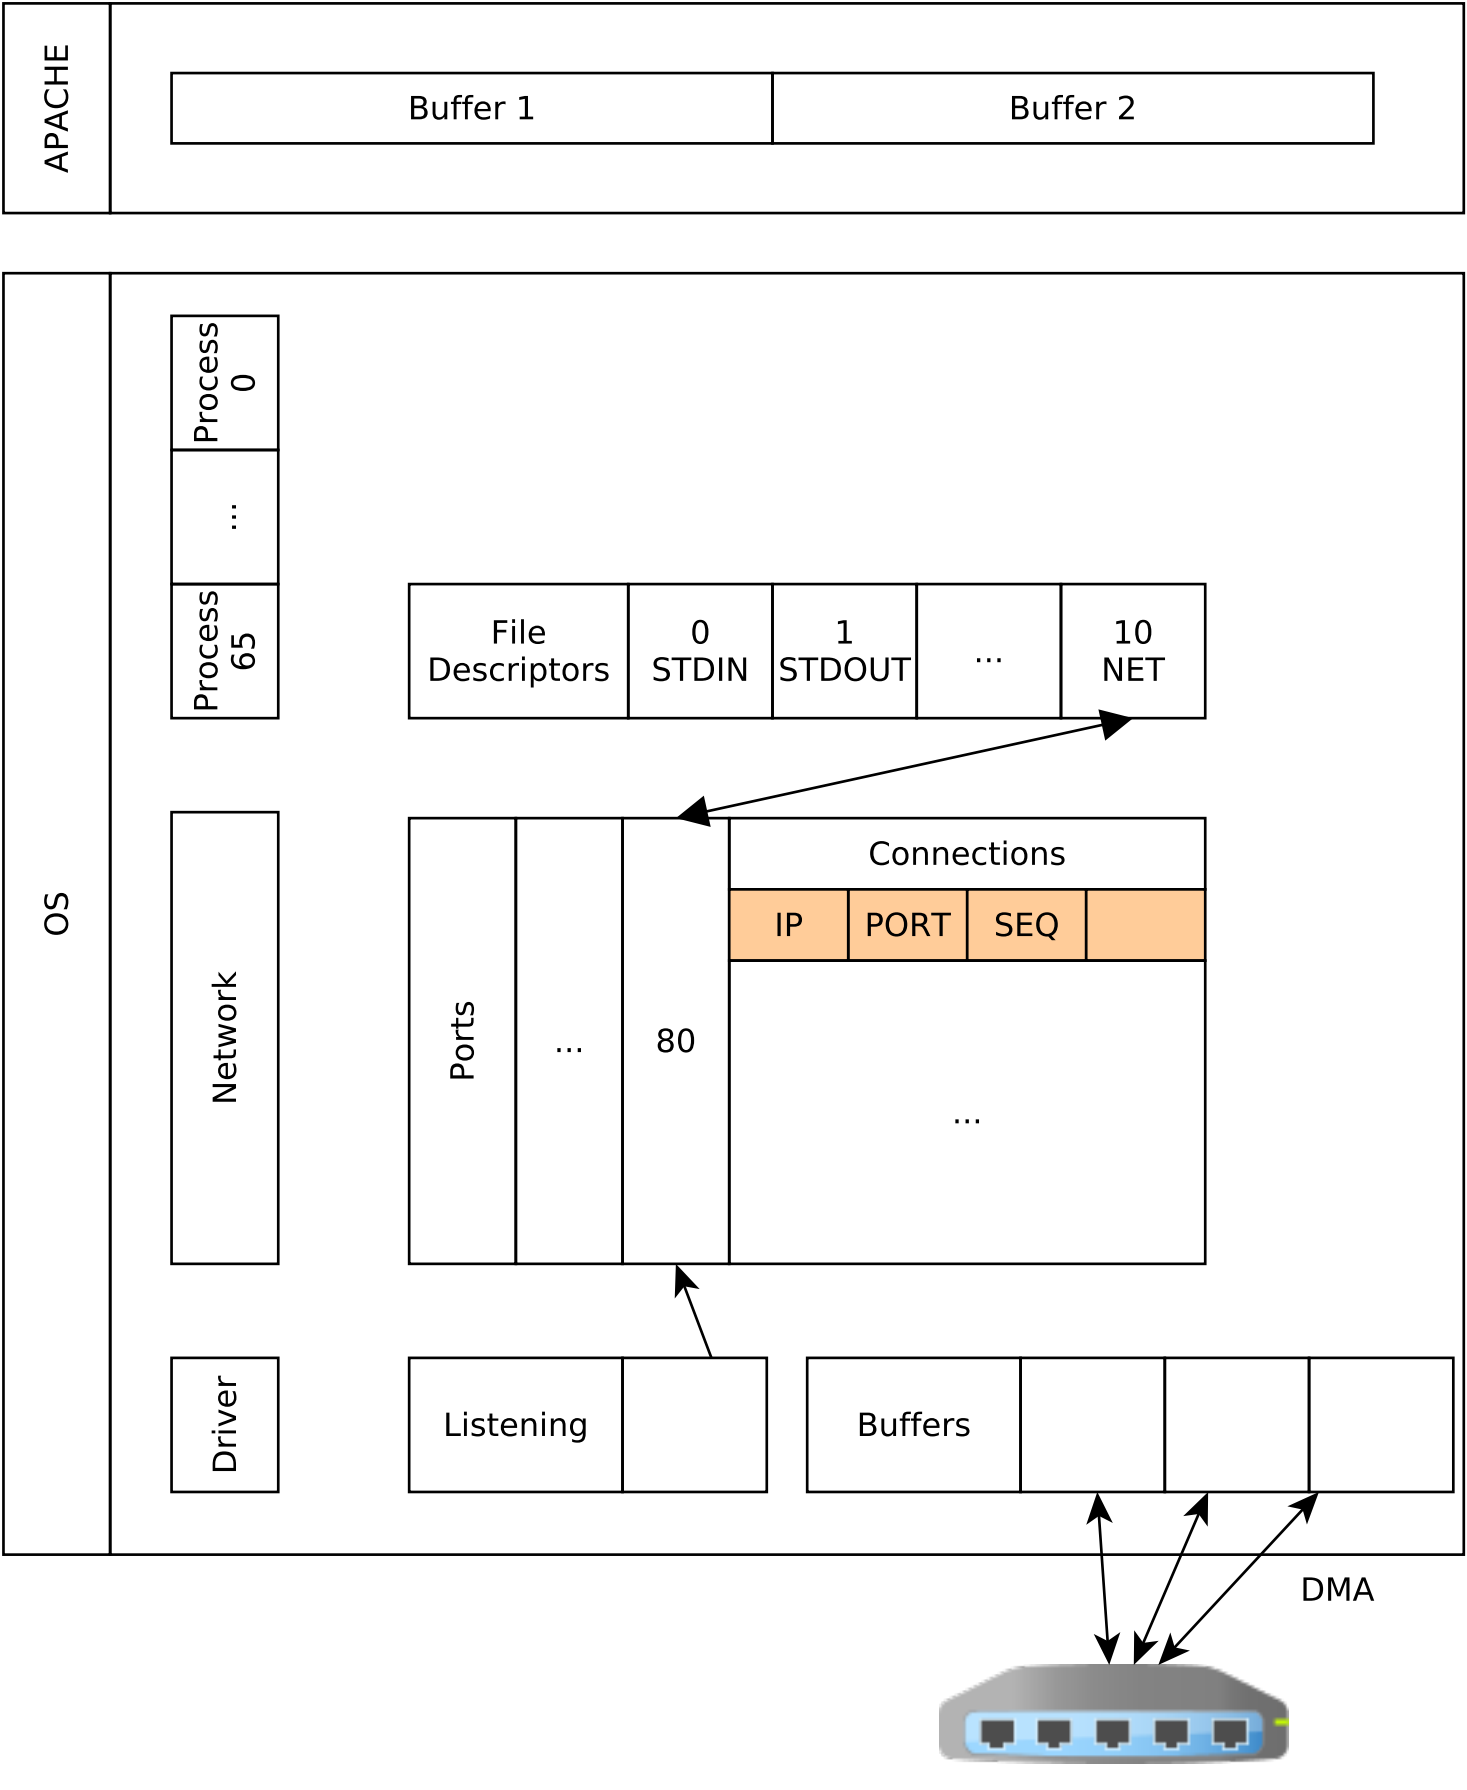 APACHE
Buffer 1
Buffer 2
OS
Process
0
...
Process
65
File
Descriptors
0
STDIN
1
STDOUT
...
10
NET
Network
Ports
...
80
Connections
IP
PORT
SEQ
...
Driver
Listening
Buffers
DMA